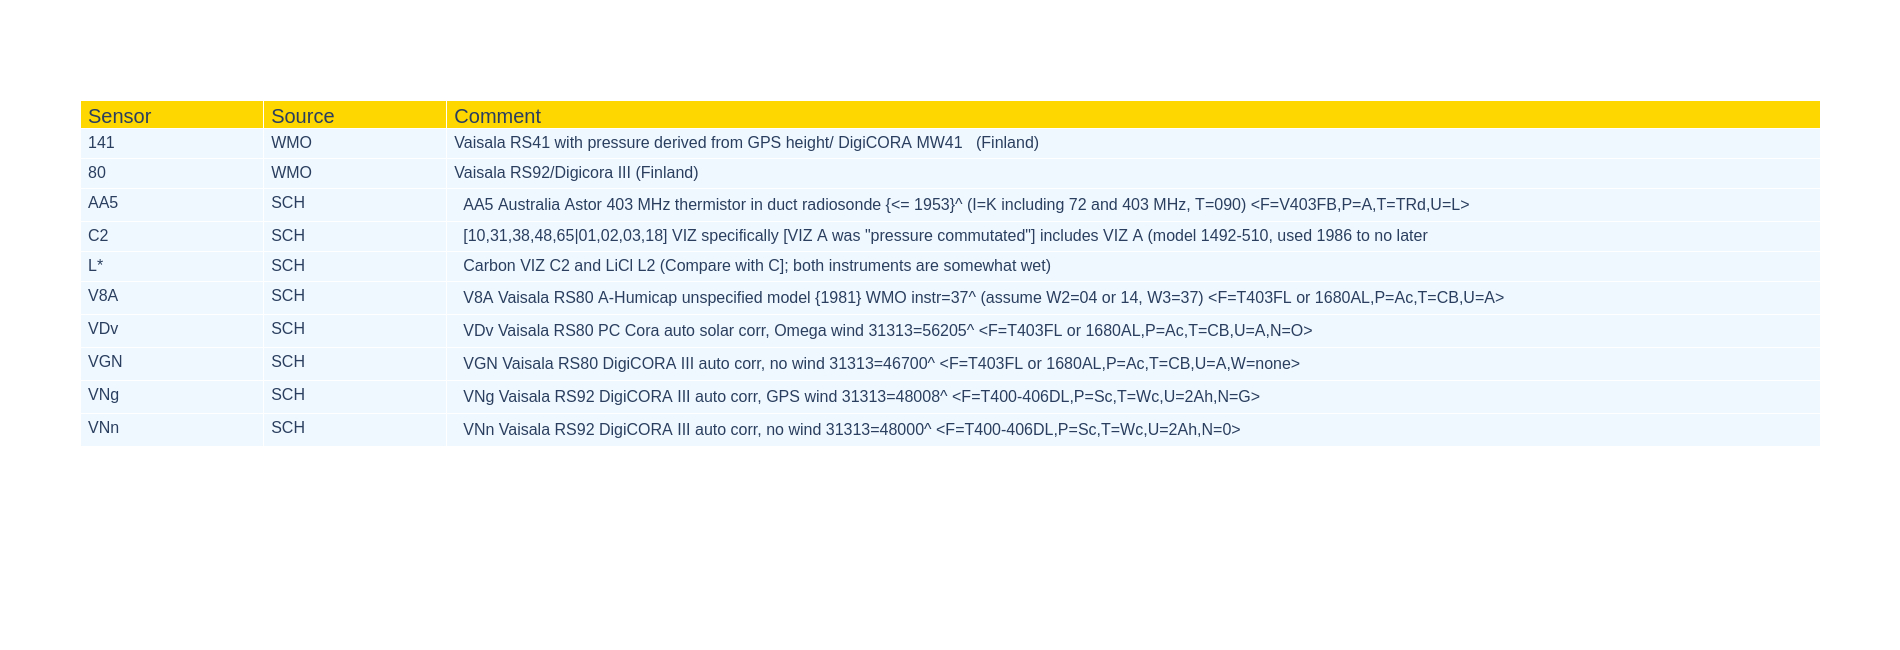 Sensor Source Comment
141 WMO Vaisala RS41 with pressure derived from GPS height/ DigiCORA MW41   (Finland)
80 WMO Vaisala RS92/Digicora III (Finland)
AA5 SCH AA5 Australia Astor 403 MHz thermistor in duct radiosonde {<= 1953}^ (I=K including 72 and 403 MHz, T=090) <F=V403FB,P=A,T=TRd,U=L>
C2 SCH [10,31,38,48,65|01,02,03,18] VIZ specifically [VIZ A was "pressure commutated"] includes VIZ A (model 1492-510, used 1986 to no later
L* SCH Carbon VIZ C2 and LiCl L2 (Compare with C]; both instruments are somewhat wet)
V8A SCH V8A Vaisala RS80 A-Humicap unspecified model {1981} WMO instr=37^ (assume W2=04 or 14, W3=37) <F=T403FL or 1680AL,P=Ac,T=CB,U=A>
VDv SCH VDv Vaisala RS80 PC Cora auto solar corr, Omega wind 31313=56205^ <F=T403FL or 1680AL,P=Ac,T=CB,U=A,N=O>
VGN SCH VGN Vaisala RS80 DigiCORA III auto corr, no wind 31313=46700^ <F=T403FL or 1680AL,P=Ac,T=CB,U=A,W=none>
VNg SCH VNg Vaisala RS92 DigiCORA III auto corr, GPS wind 31313=48008^ <F=T400-406DL,P=Sc,T=Wc,U=2Ah,N=G>
VNn SCH VNn Vaisala RS92 DigiCORA III auto corr, no wind 31313=48000^ <F=T400-406DL,P=Sc,T=Wc,U=2Ah,N=0>